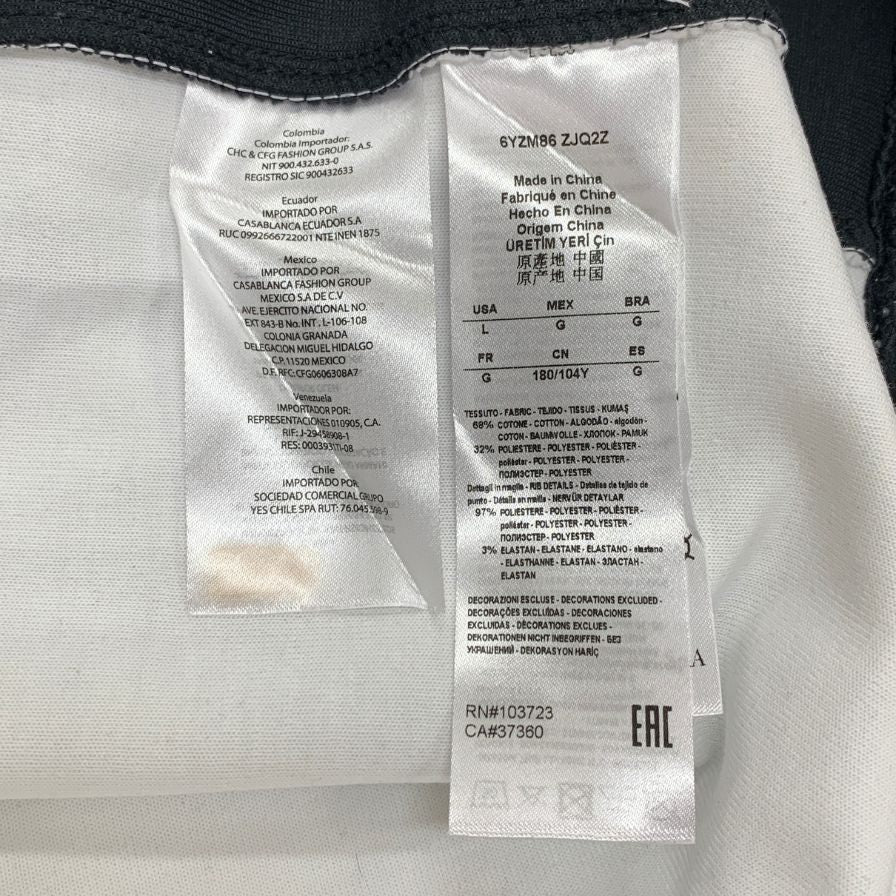 Colombia
Colombia Importador:
CHC & CFG FASHION GROUP S.A.S.
NIT 900.432.633-0
REGISTRO SIC 900432633
Ecuador
IMPORTADO POR
CASABLANCA ECUADOR S.A
RUC 0992666722001 NTE INEN 1875
Mexico
IMPORTADO POR
CASABLANCA FASHION GROUP
MEXICO S.A DE C.V
AVE. EJERCITO NACIONAL NO.
EXT 843-B No. INT. L-106-108
COLONIA GRANADA
DELEGACION MIGUEL HIDALGO
C.P. 11520 MEXICO
D.F. RFC: CFG0606308A7
Venezuela
IMPORTADOR POR:
REPRESENTACIONES 010905, C.A.
RIF: J-29458908-1
RES: 0003931TI-08
Chile
IMPORTADO POR
SOCIEDAD COMERCIAL GRUPO
YES CHILE SPA RUT: 76.045.598-9
6YZM86 ZJQ2Z
Made in China
Fabriqué en Chine
Hecho En China
Origem China
ÜRETİM YERİ Çin
原產地 中國
原产地 中国
USA MEX BRA
L G G
FR CN ES
G 180/104Y G
TESSUTO - FABRIC - TEJIDO - TISSUS - KUMAŞ
68% COTONE - COTTON - ALGODÃO - algodón -
COTON - BAUMWOLLE - ХЛОПОК - PAMUK
32% POLIESTERE - POLYESTER - POLIÉSTER -
poliéster - POLYESTER - POLYESTER -
ПОЛИЭСТЕР - POLYESTER
Dettagli in maglia - RIB DETAILS - Detalles de tejido de
punto - Détails en maille - NERVÜR DETAYLAR
97% POLIESTERE - POLYESTER - POLIÉSTER -
poliéster - POLYESTER - POLYESTER -
ПОЛИЭСТЕР - POLYESTER
3% ELASTAN - ELASTANE - ELASTANO - elastano
- ELASTHANNE - ELASTAN - ЭЛАСТАН -
ELASTAN
DECORAZIONI ESCLUSE - DECORATIONS EXCLUDED -
DECORAÇÕES EXCLUÍDAS - DECORACIONES
EXCLUIDAS - DÉCORATIONS EXCLUES -
DEKORATIONEN NICHT INBEGRIFFEN - БЕЗ
УКРАШЕНИЙ - DEKORASYON HARİÇ
RN#103723
CA#37360
EAC
A